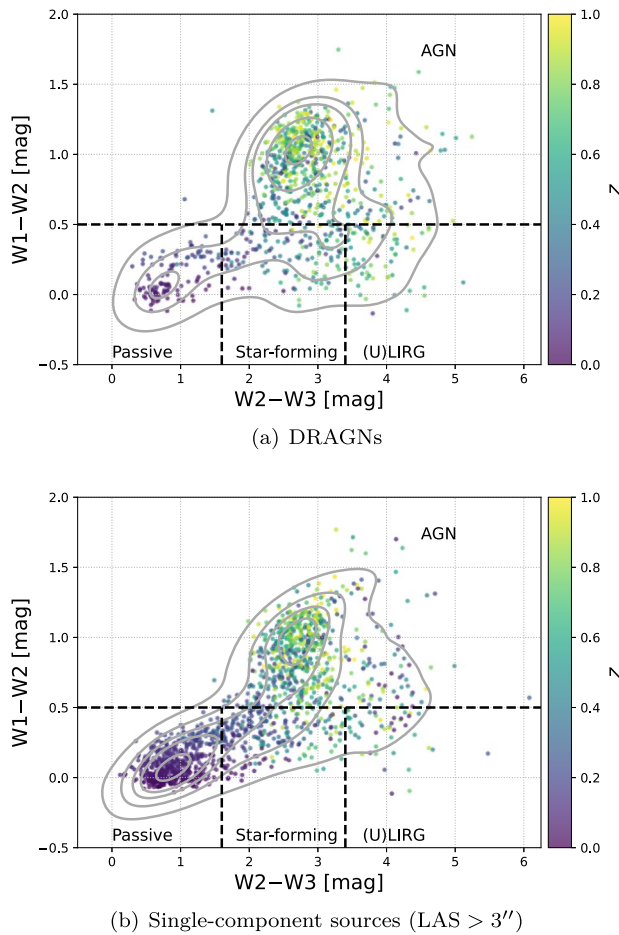 2.0
1.5
1.0
0.5
0.0
−0.5
W1−W2 [mag]
AGN
Passive
Star-forming
(U)LIRG
0
1
2
3
4
5
6
W2−W3 [mag]
1.0
0.8
0.6
0.4
0.2
0.0
z
(a) DRAGNs
2.0
1.5
1.0
0.5
0.0
−0.5
W1−W2 [mag]
AGN
Passive
Star-forming
(U)LIRG
0
1
2
3
4
5
6
W2−W3 [mag]
1.0
0.8
0.6
0.4
0.2
0.0
z
(b) Single-component sources (LAS > 3″)